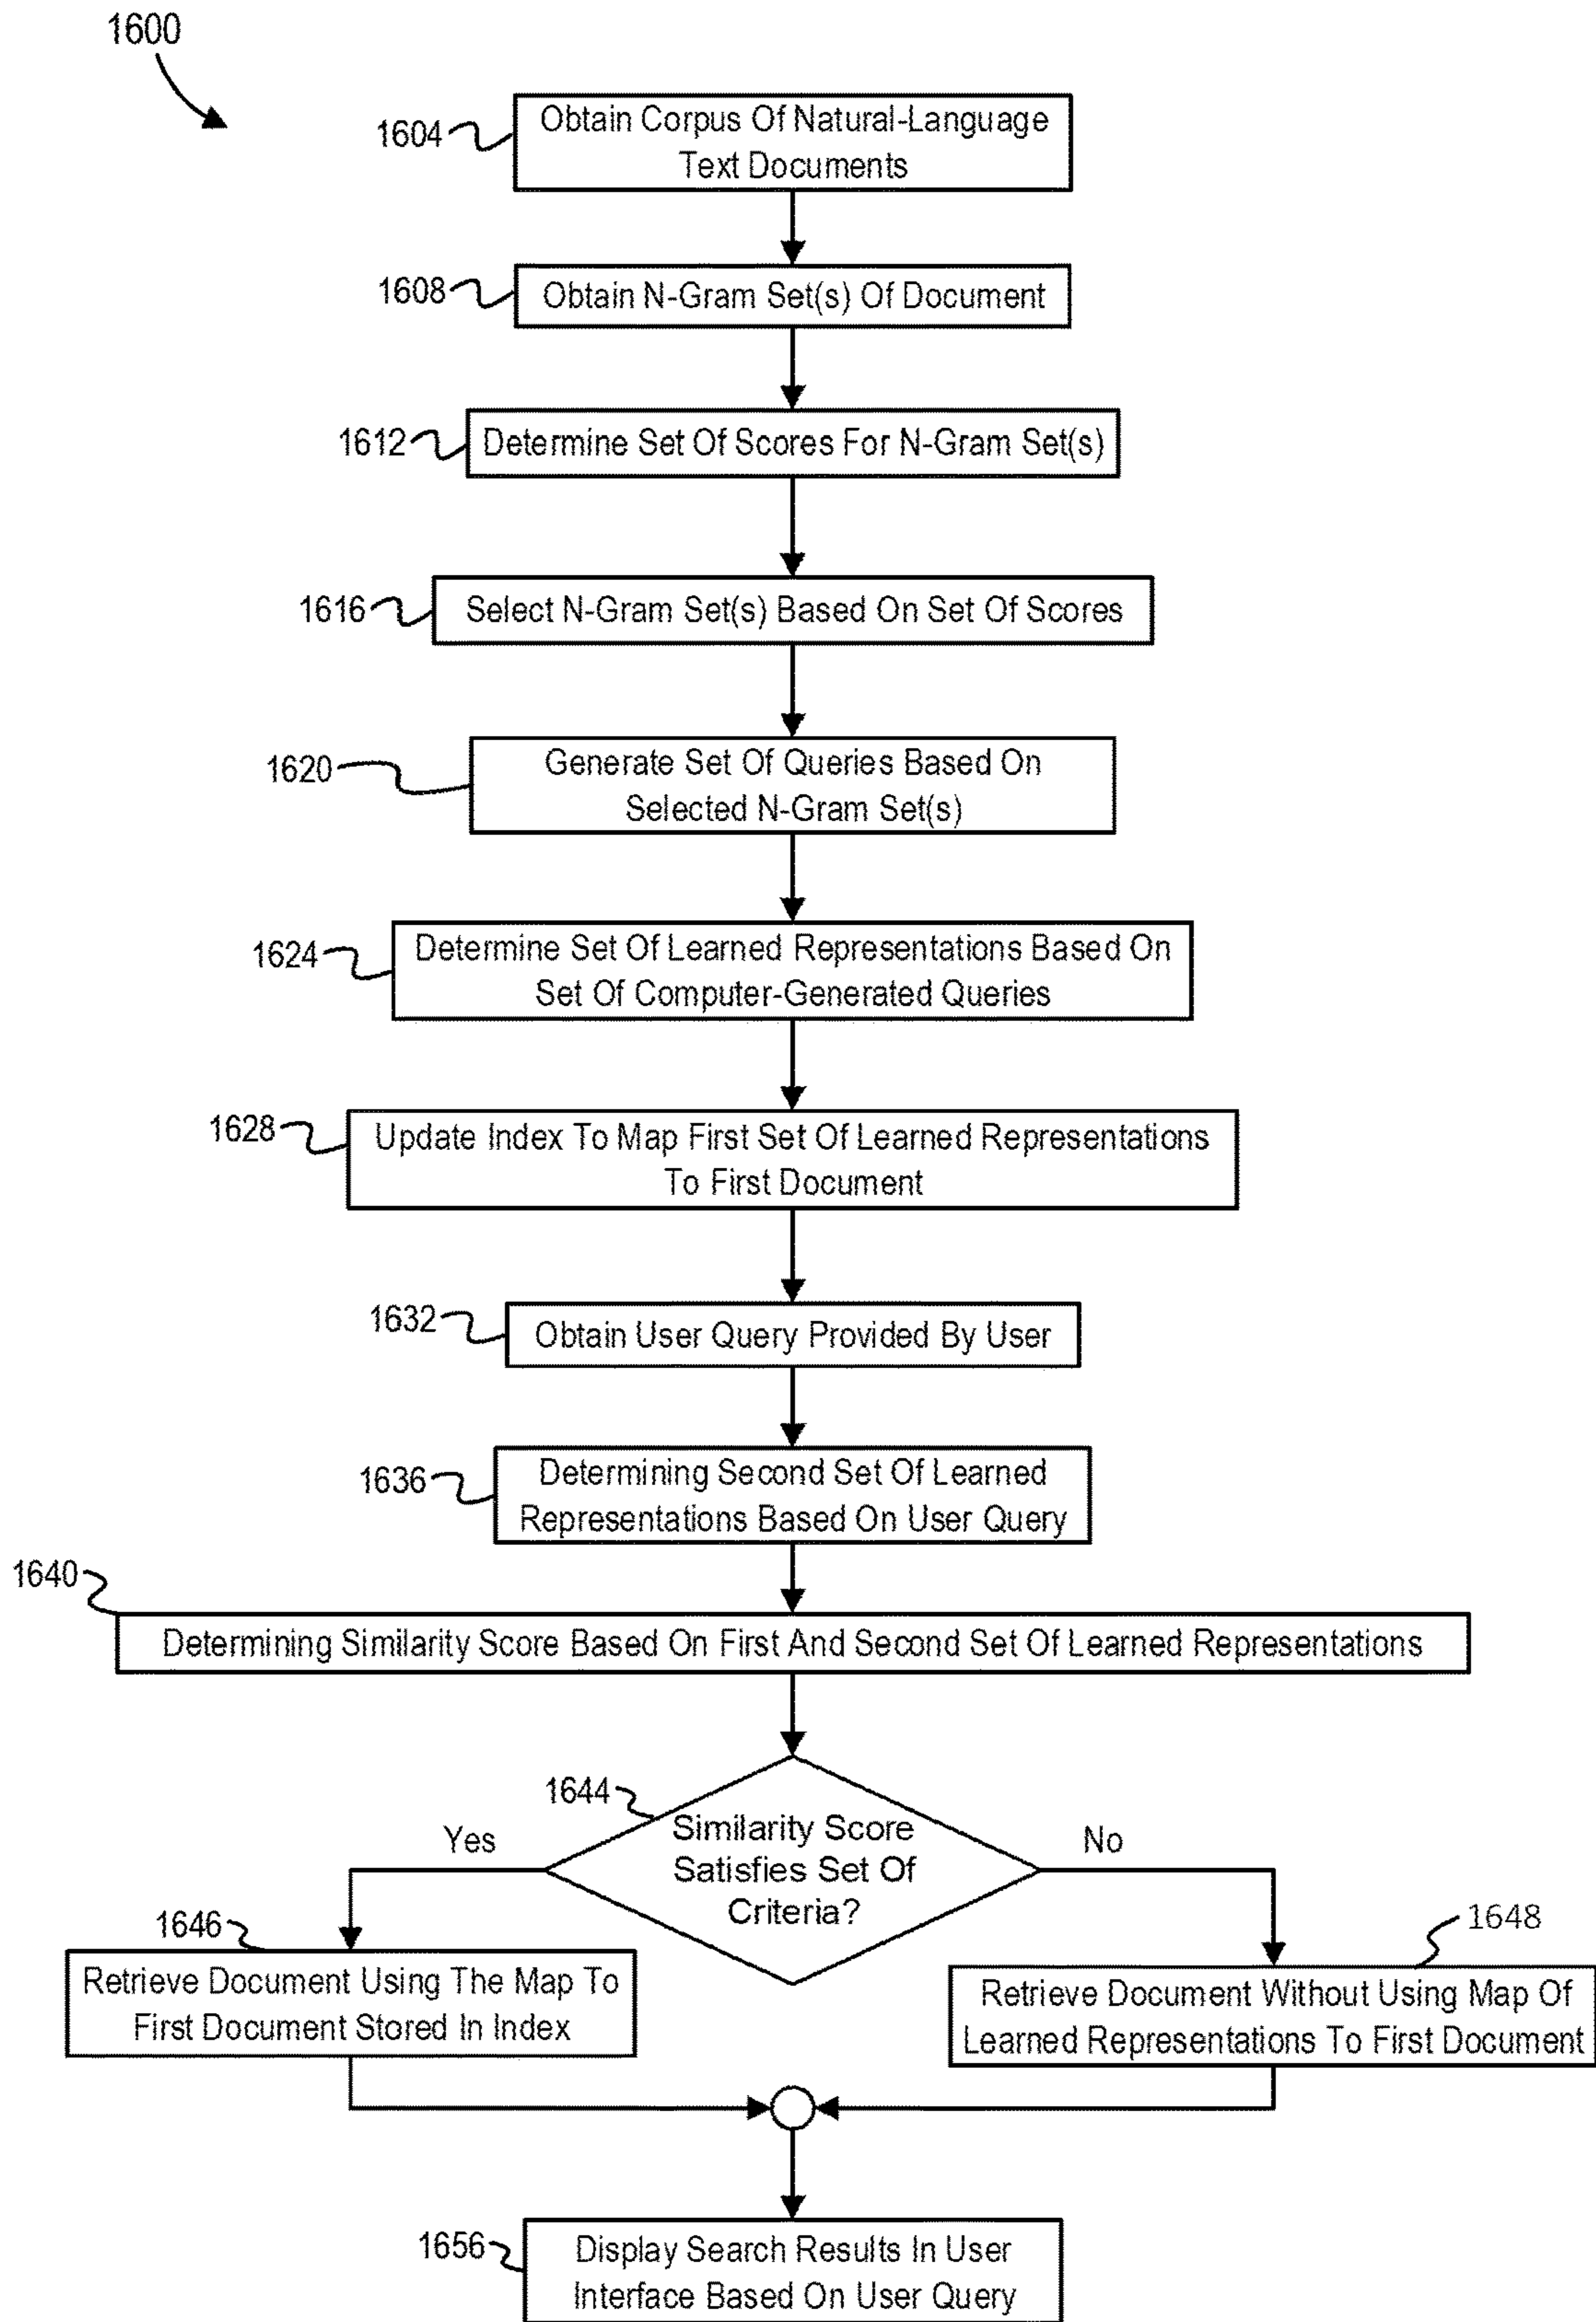 1600
1604
Obtain Corpus Of Natural-Language
Text Documents
1608
Obtain N-Gram Set(s) Of Document
1612
Determine Set Of Scores For N-Gram Set(s)
1616
Select N-Gram Set(s) Based On Set Of Scores
1620
Generate Set Of Queries Based On
Selected N-Gram Set(s)
1624
Determine Set Of Learned Representations Based On
Set Of Computer-Generated Queries
1628
Update Index To Map First Set Of Learned Representations
To First Document
1632
Obtain User Query Provided By User
1636
Determining Second Set Of Learned
Representations Based On User Query
1640
Determining Similarity Score Based On First And Second Set Of Learned Representations
1644
Similarity Score
Satisfies Set Of
Criteria?
Yes
No
1646
Retrieve Document Using The Map To
First Document Stored In Index
1648
Retrieve Document Without Using Map Of
Learned Representations To First Document
1656
Display Search Results In User
Interface Based On User Query